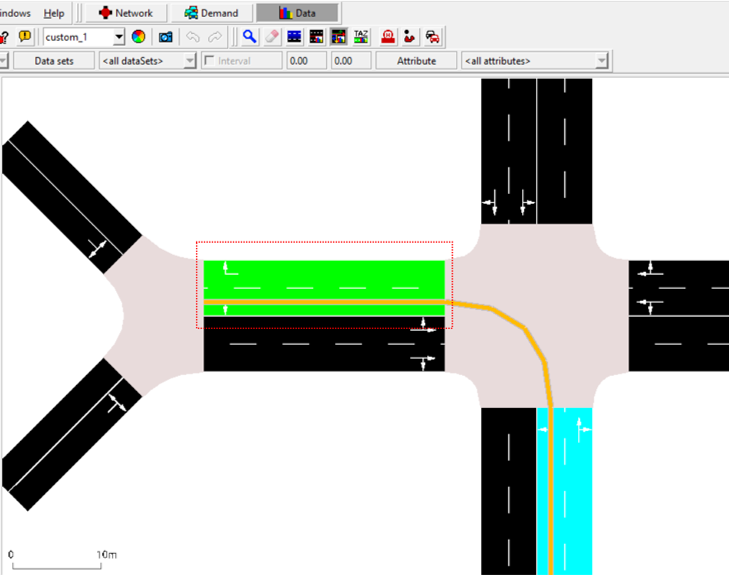 indows Help Network Demand Data
? custom_1 TAZ
Data sets <all dataSets> Interval 0.00 0.00 Attribute <all attributes>
0 10m